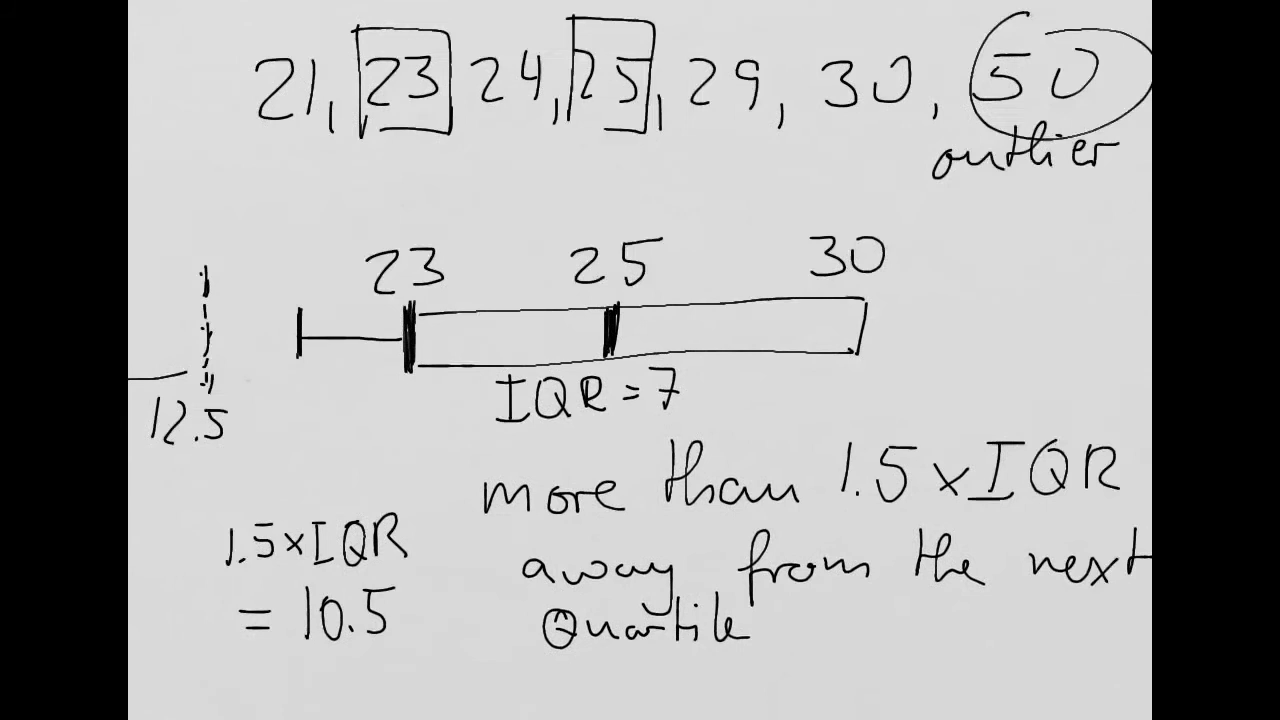 21, 23 24, 25, 29, 30, 50
outlier
23 25 30
IQR = 7
12.5
more than 1.5 x IQR
away from the next
Quartile
1.5 x IQR
= 10.5